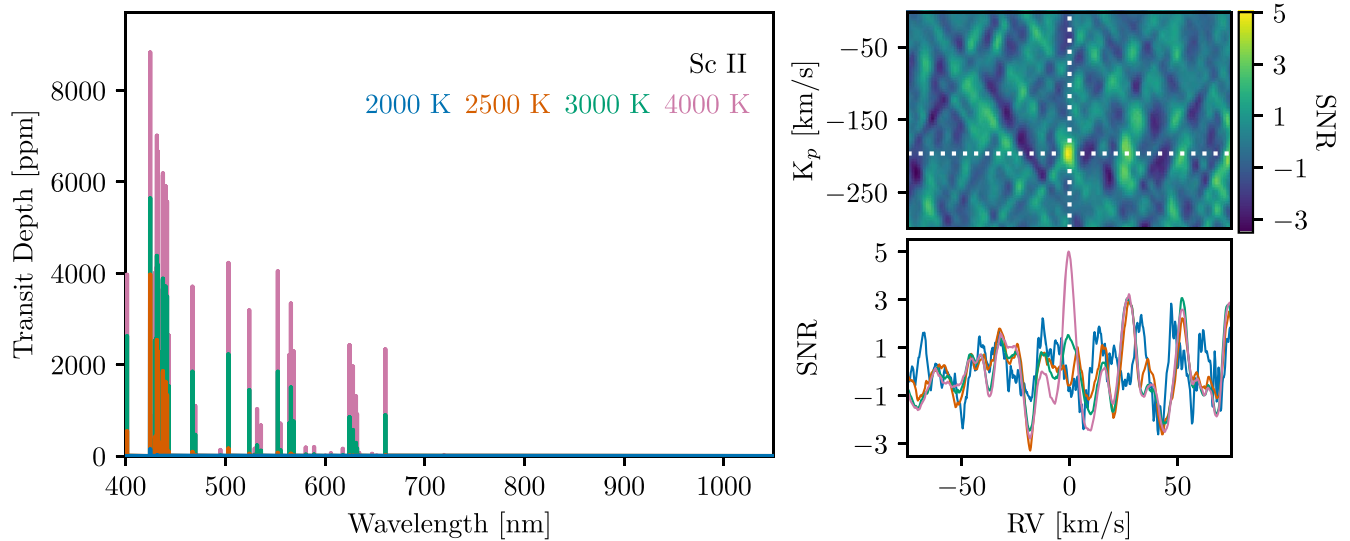 Sc II
2000 K 2500 K 3000 K 4000 K
Transit Depth [ppm]
8000
6000
4000
2000
0
400 500 600 700 800 900 1000
Wavelength [nm]
K_p [km/s]
−50
−150
−250
5
3
1
−1
−3
SNR
SNR
5
3
1
−1
−3
−50 0 50
RV [km/s]